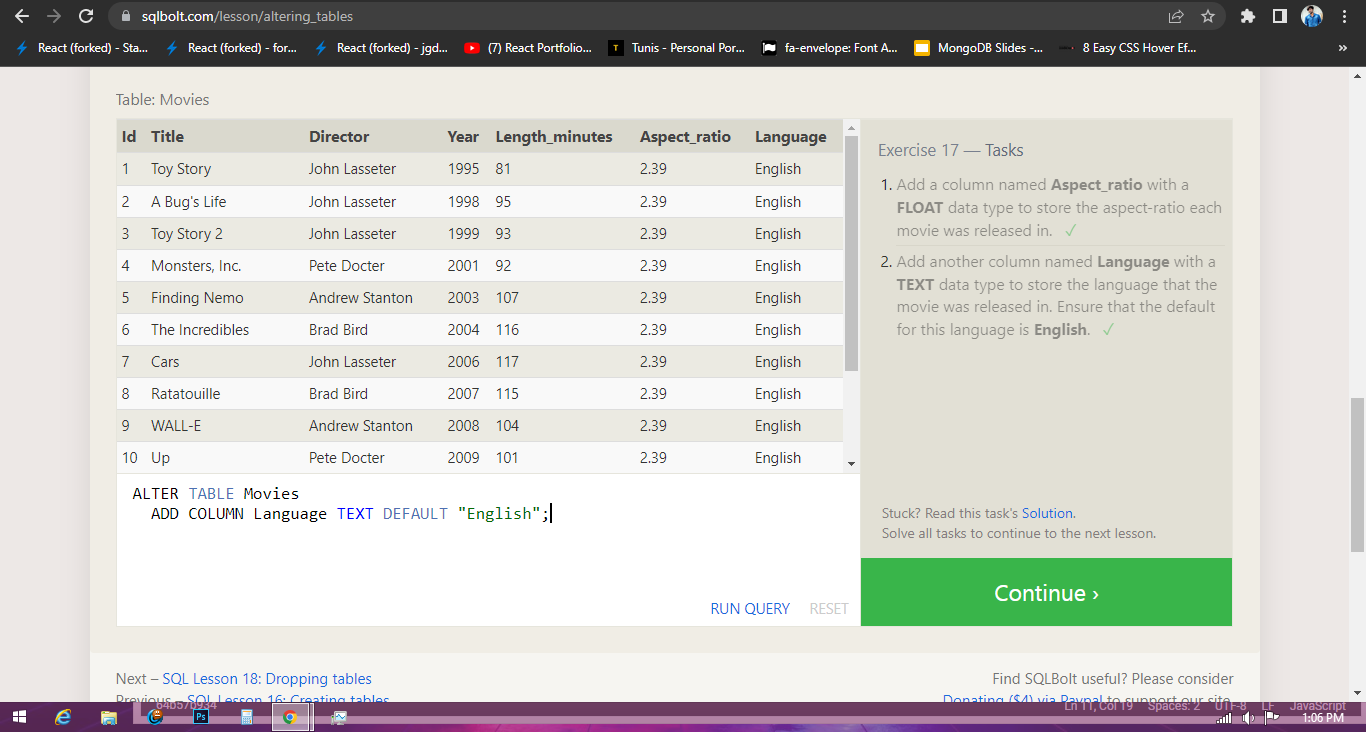 sqlbolt.com/lesson/altering_tables
React (forked) - Sta... React (forked) - for... React (forked) - jgd... (7) React Portfolio... T Tunis - Personal Por... fa-envelope: Font A... MongoDB Slides -... 8 Easy CSS Hover Ef... »
Table: Movies
Id Title Director Year Length_minutes Aspect_ratio Language
1 Toy Story John Lasseter 1995 81 2.39 English
2 A Bug's Life John Lasseter 1998 95 2.39 English
3 Toy Story 2 John Lasseter 1999 93 2.39 English
4 Monsters, Inc. Pete Docter 2001 92 2.39 English
5 Finding Nemo Andrew Stanton 2003 107 2.39 English
6 The Incredibles Brad Bird 2004 116 2.39 English
7 Cars John Lasseter 2006 117 2.39 English
8 Ratatouille Brad Bird 2007 115 2.39 English
9 WALL-E Andrew Stanton 2008 104 2.39 English
10 Up Pete Docter 2009 101 2.39 English
ALTER TABLE Movies
ADD COLUMN Language TEXT DEFAULT "English";
RUN QUERY RESET
Exercise 17 — Tasks
1. Add a column named Aspect_ratio with a
FLOAT data type to store the aspect-ratio each
movie was released in. ✓
2. Add another column named Language with a
TEXT data type to store the language that the
movie was released in. Ensure that the default
for this language is English. ✓
Stuck? Read this task's Solution.
Solve all tasks to continue to the next lesson.
Continue ›
Next – SQL Lesson 18: Dropping tables
Previous – SQL Lesson 16: Creating tables
Find SQLBolt useful? Please consider
Donating ($4) via Paypal to support our site.
64b57b934
Ps
Ln 11, Col 19 Spaces: 2 UTF-8 LF JavaScript
1:06 PM